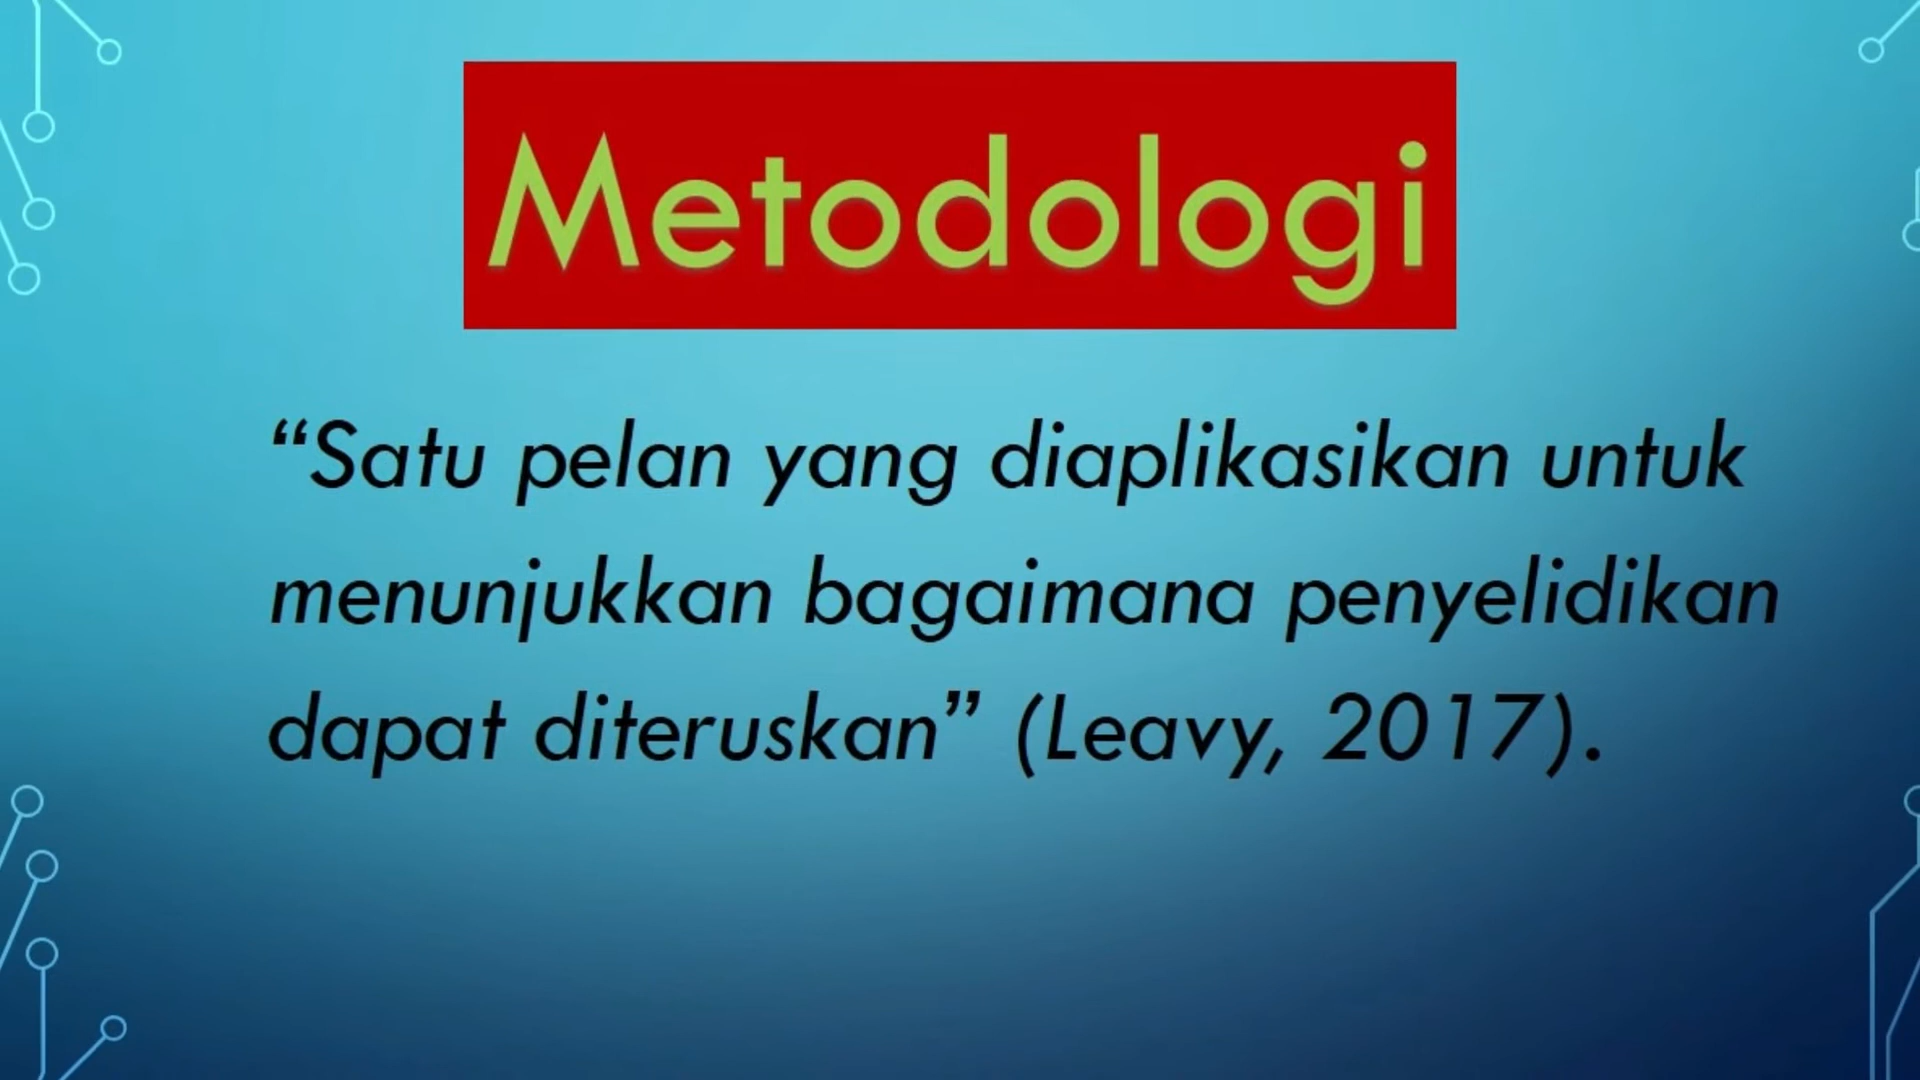 Metodologi
“Satu pelan yang diaplikasikan untuk
menunjukkan bagaimana penyelidikan
dapat diteruskan” (Leavy, 2017).